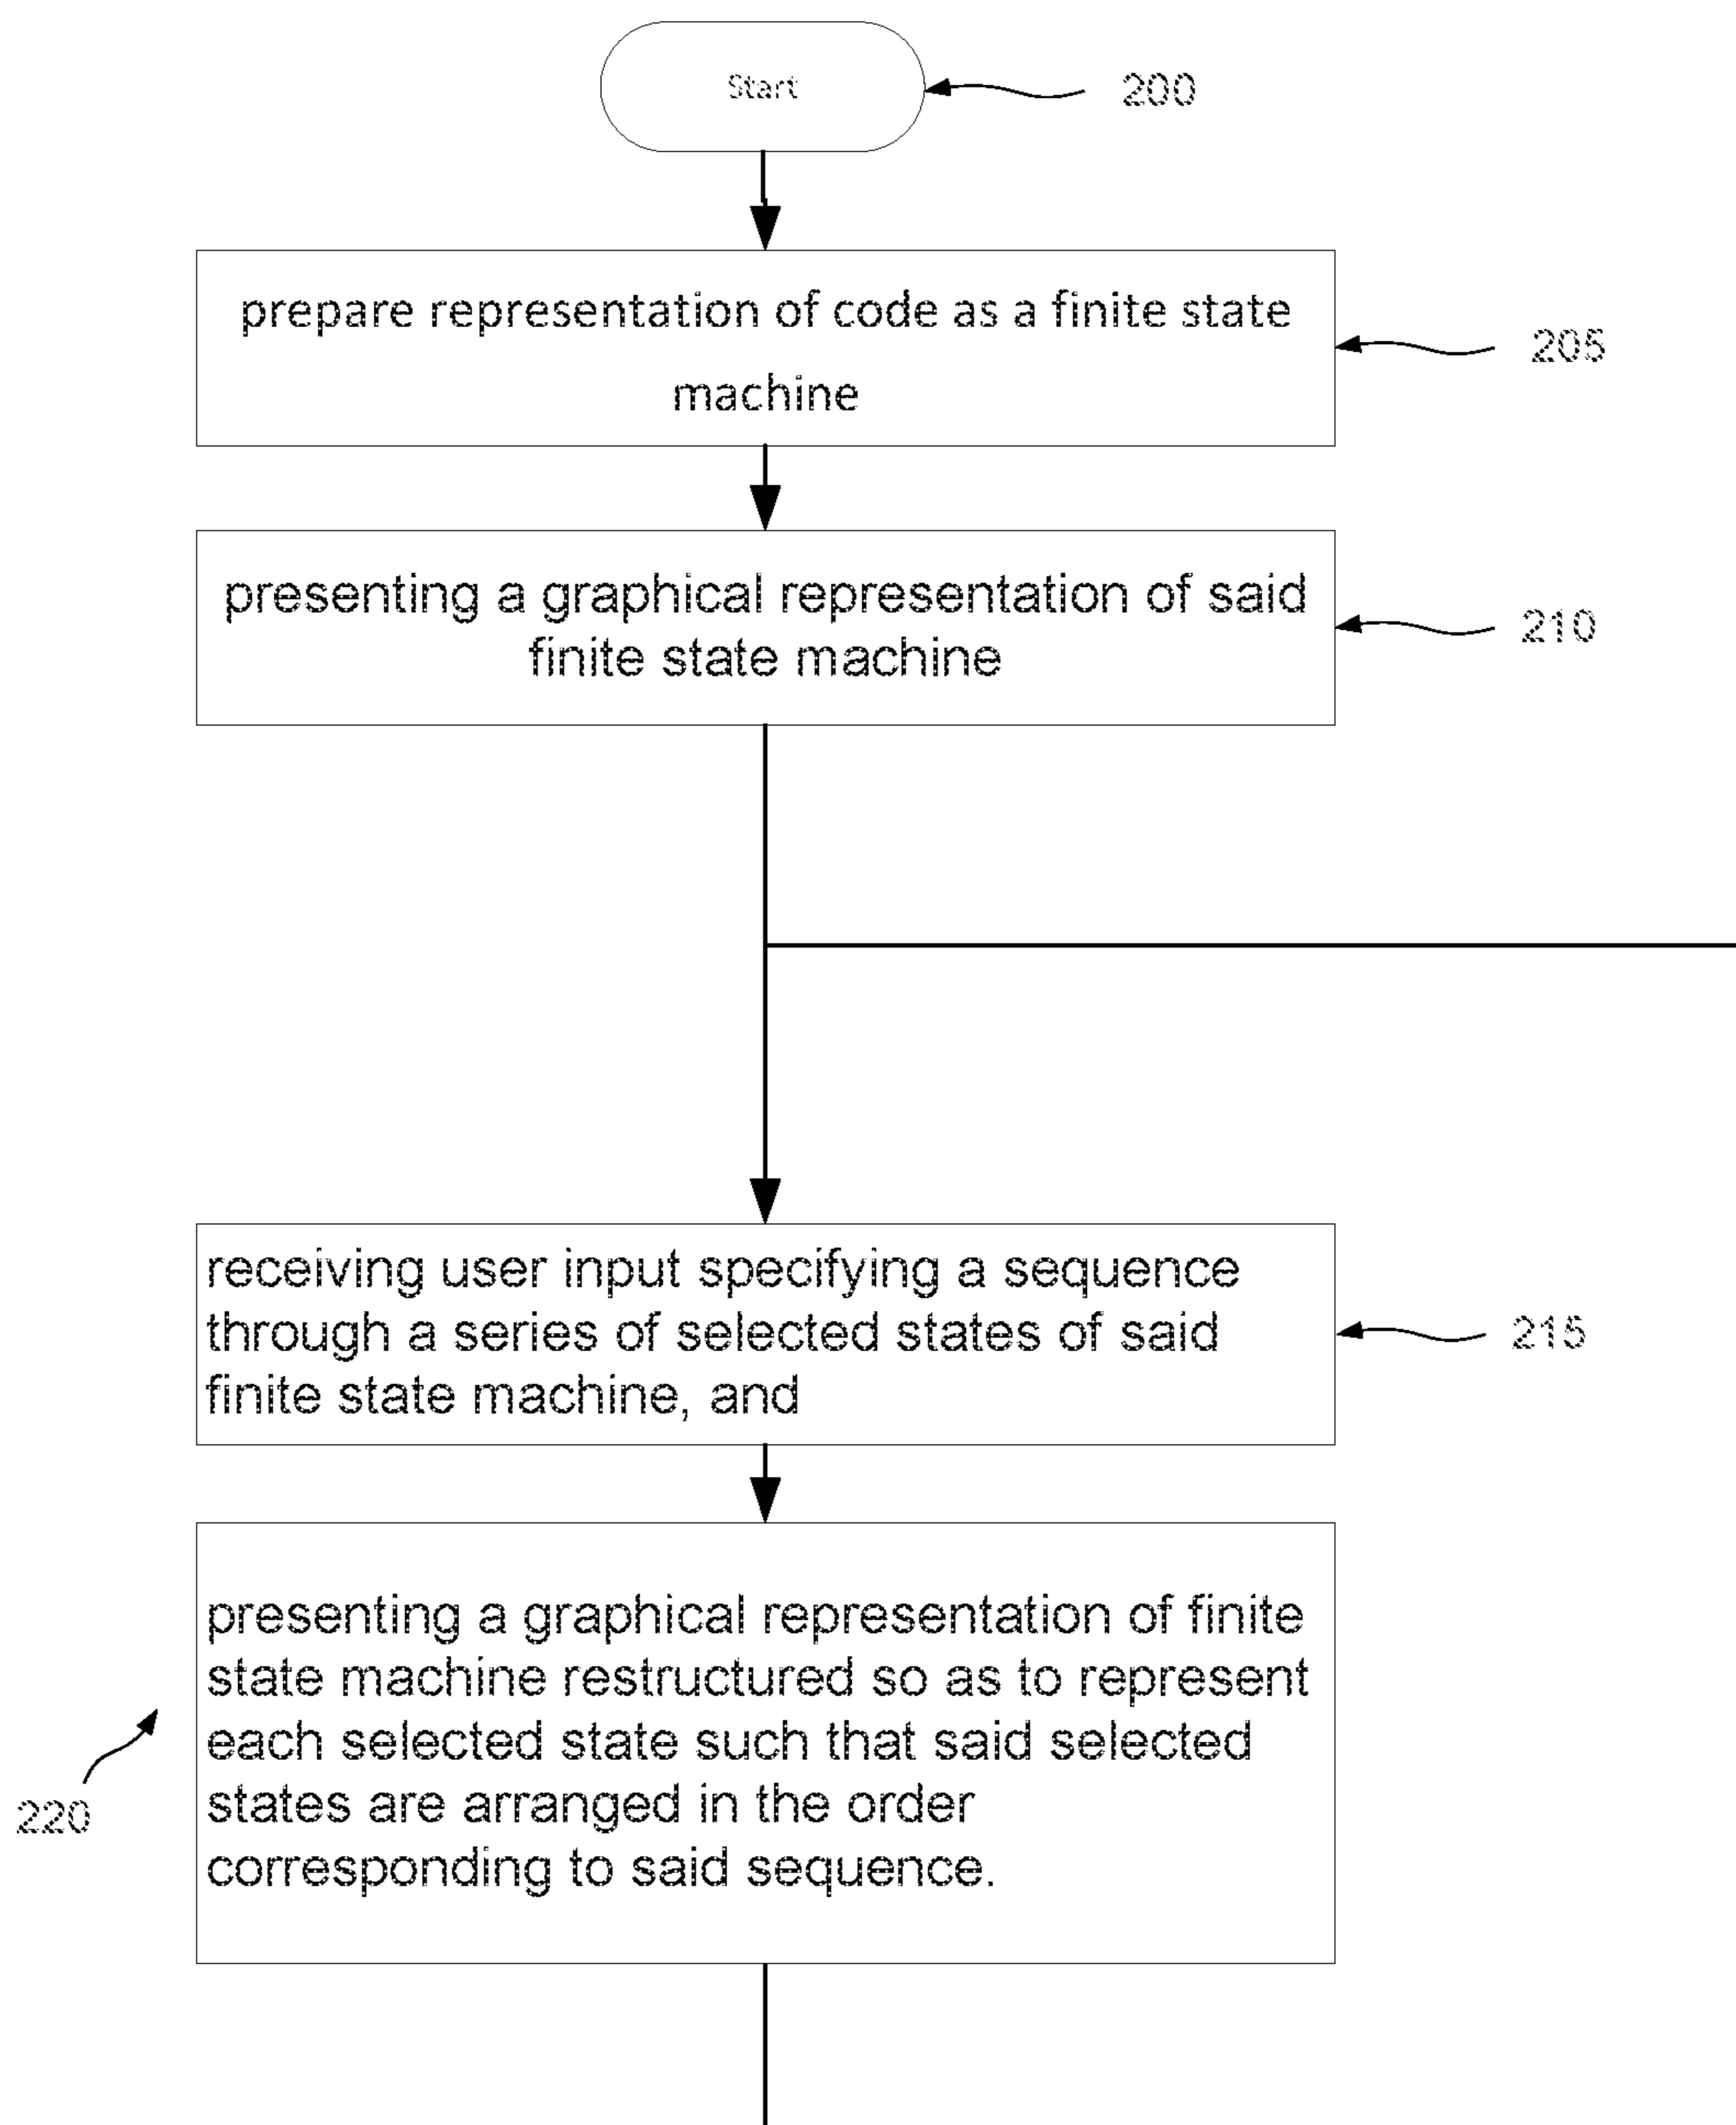 Start
200
prepare representation of code as a finite state
machine
205
presenting a graphical representation of said
finite state machine
210
receiving user input specifying a sequence
through a series of selected states of said
finite state machine, and
215
presenting a graphical representation of finite
state machine restructured so as to represent
each selected state such that said selected
states are arranged in the order
corresponding to said sequence.
220